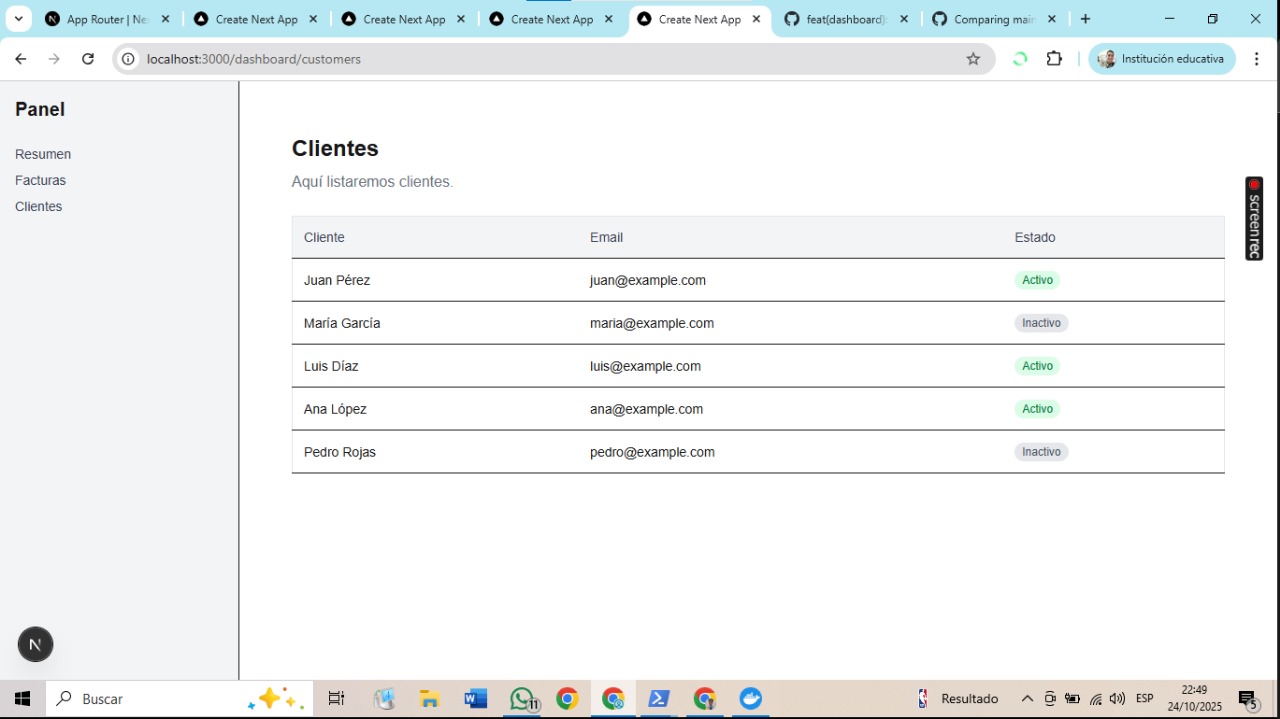 App Router | Ne
Create Next App
Create Next App
Create Next App
Create Next App
feat(dashboard):
Comparing main
localhost:3000/dashboard/customers
Institución educativa
Panel
Resumen
Facturas
Clientes
Clientes
Aquí listaremos clientes.
Cliente Email Estado
Juan Pérez juan@example.com Activo
María García maria@example.com Inactivo
Luis Díaz luis@example.com Activo
Ana López ana@example.com Activo
Pedro Rojas pedro@example.com Inactivo
screenrec
N
Buscar
11
Resultado
ESP
22:49
24/10/2025
5